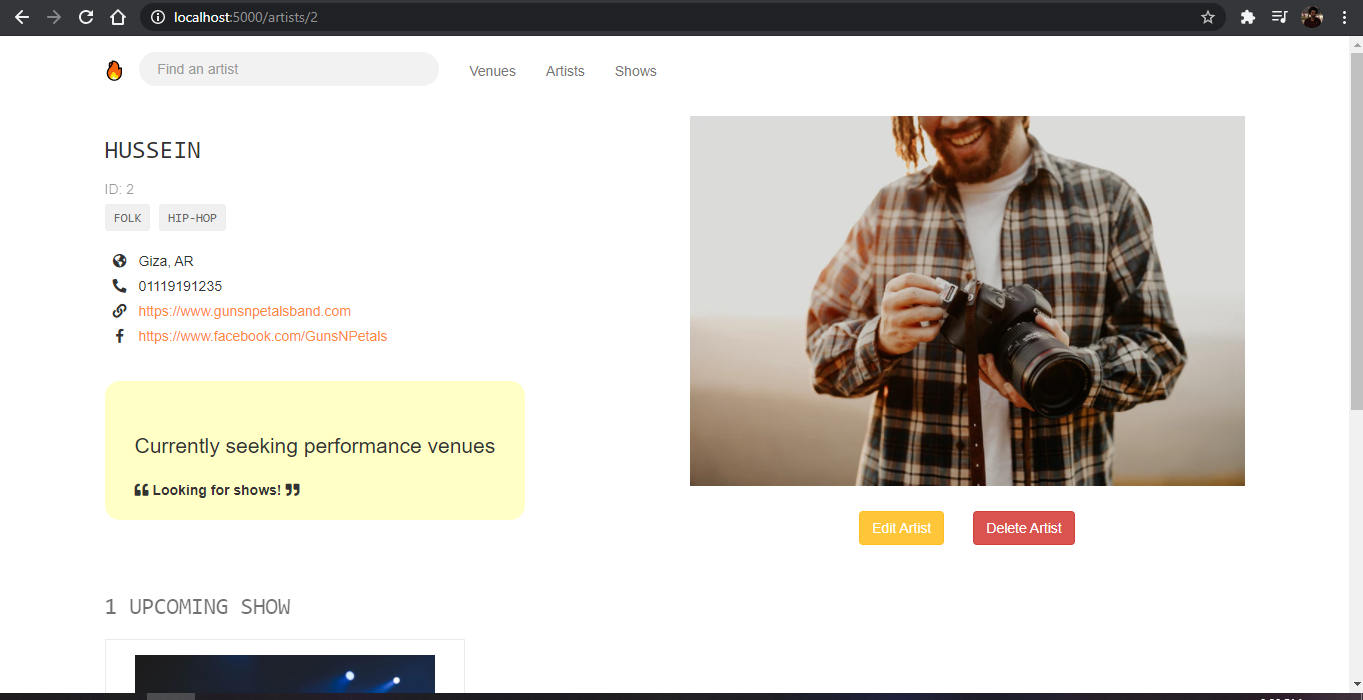 localhost:5000/artists/2
Find an artist
Venues
Artists
Shows
HUSSEIN
ID: 2
FOLK
HIP-HOP
Giza, AR
01119191235
https://www.gunsnpetalsband.com
https://www.facebook.com/GunsNPetals
Currently seeking performance venues
❝ Looking for shows! ❞
Edit Artist
Delete Artist
1 UPCOMING SHOW